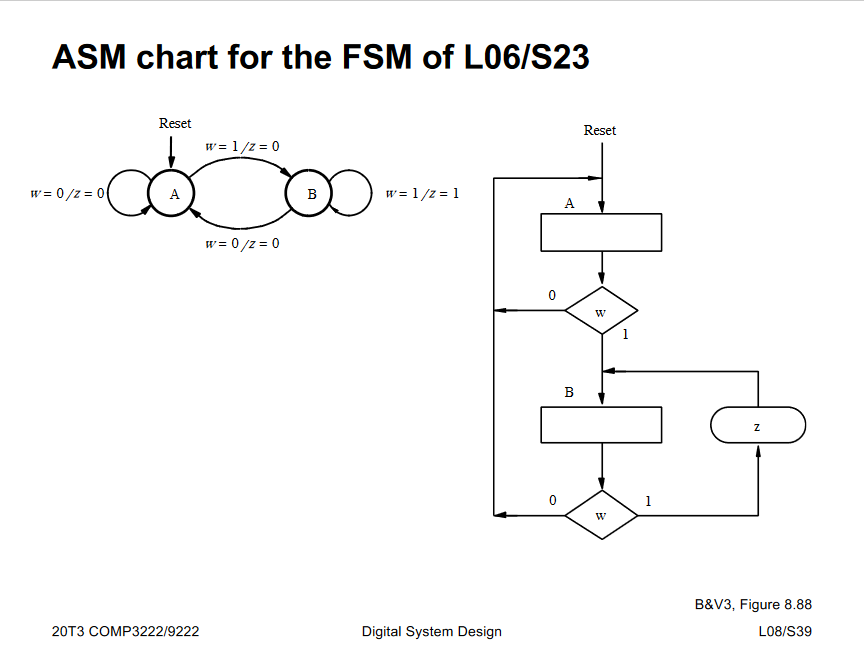 ASM chart for the FSM of L06/S23
Reset
w = 1/z = 0
w = 0/z = 0
A
B
w = 1/z = 1
w = 0/z = 0
Reset
A
0
w
1
B
z
0
w
1
B&V3, Figure 8.88
20T3 COMP3222/9222
Digital System Design
L08/S39